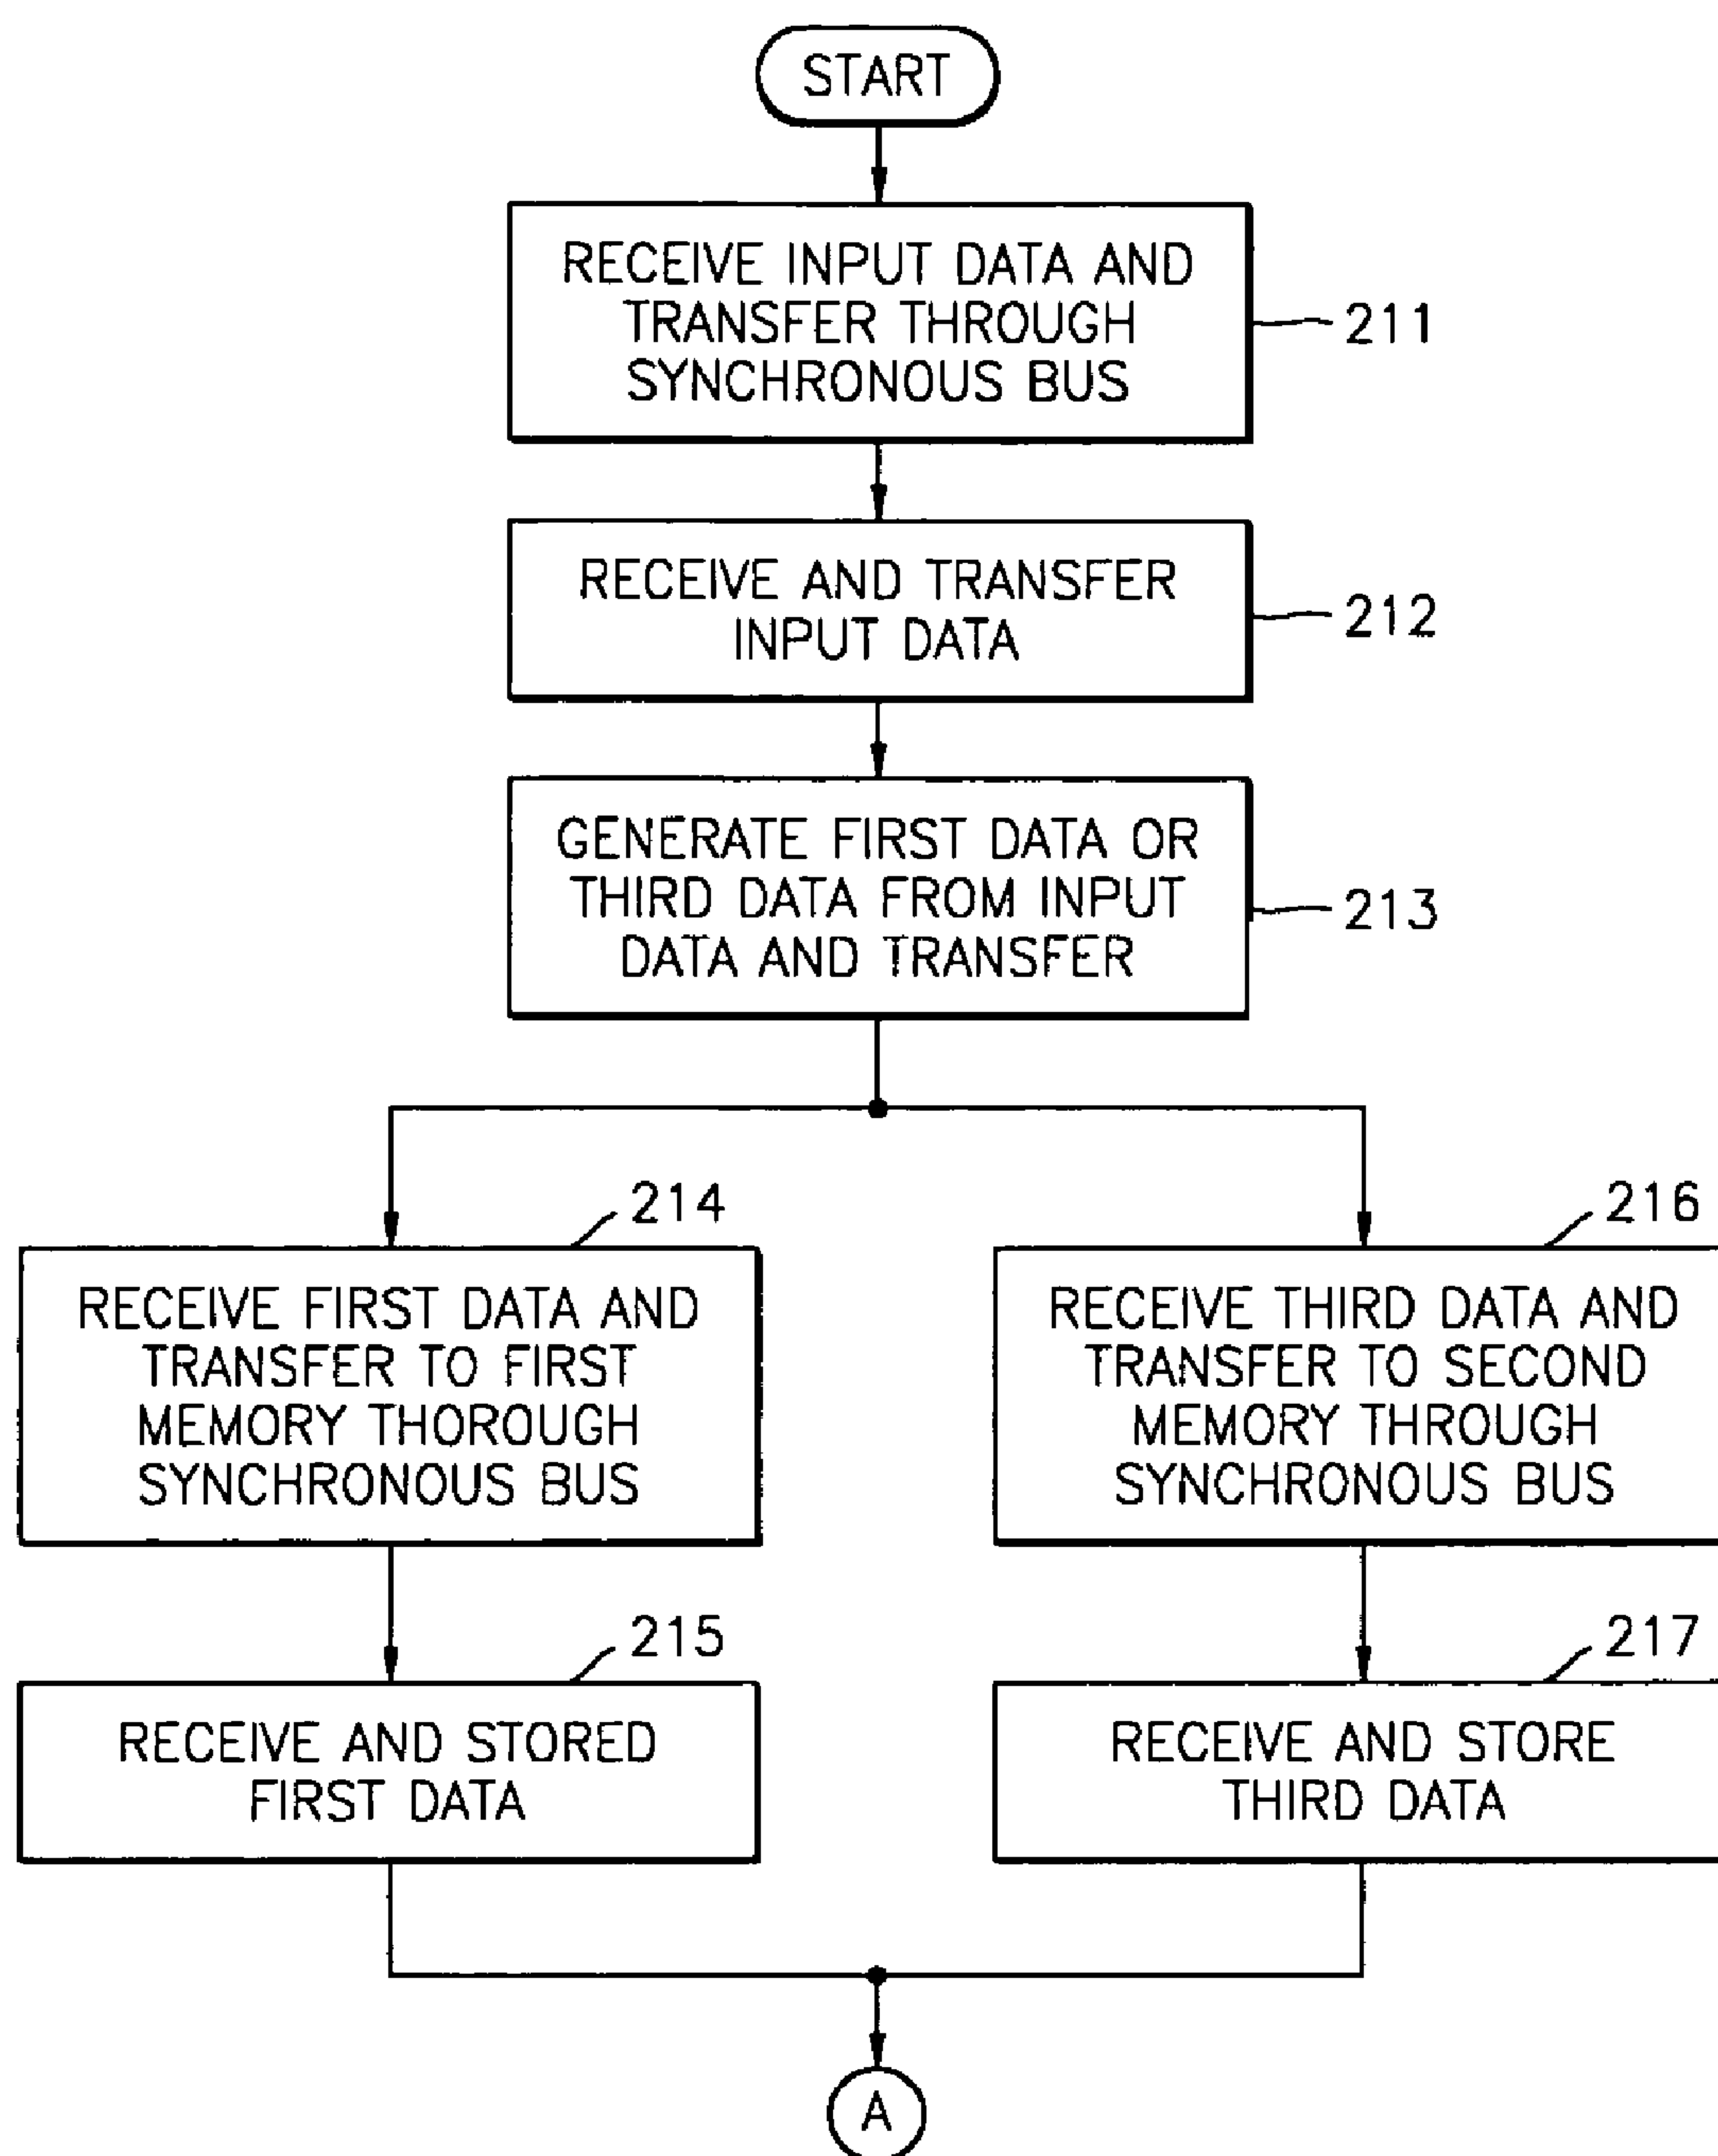 START
RECEIVE INPUT DATA AND
TRANSFER THROUGH
SYNCHRONOUS BUS
211
RECEIVE AND TRANSFER
INPUT DATA
212
GENERATE FIRST DATA OR
THIRD DATA FROM INPUT
DATA AND TRANSFER
213
214
RECEIVE FIRST DATA AND
TRANSFER TO FIRST
MEMORY THOROUGH
SYNCHRONOUS BUS
216
RECEIVE THIRD DATA AND
TRANSFER TO SECOND
MEMORY THROUGH
SYNCHRONOUS BUS
215
RECEIVE AND STORED
FIRST DATA
217
RECEIVE AND STORE
THIRD DATA
A